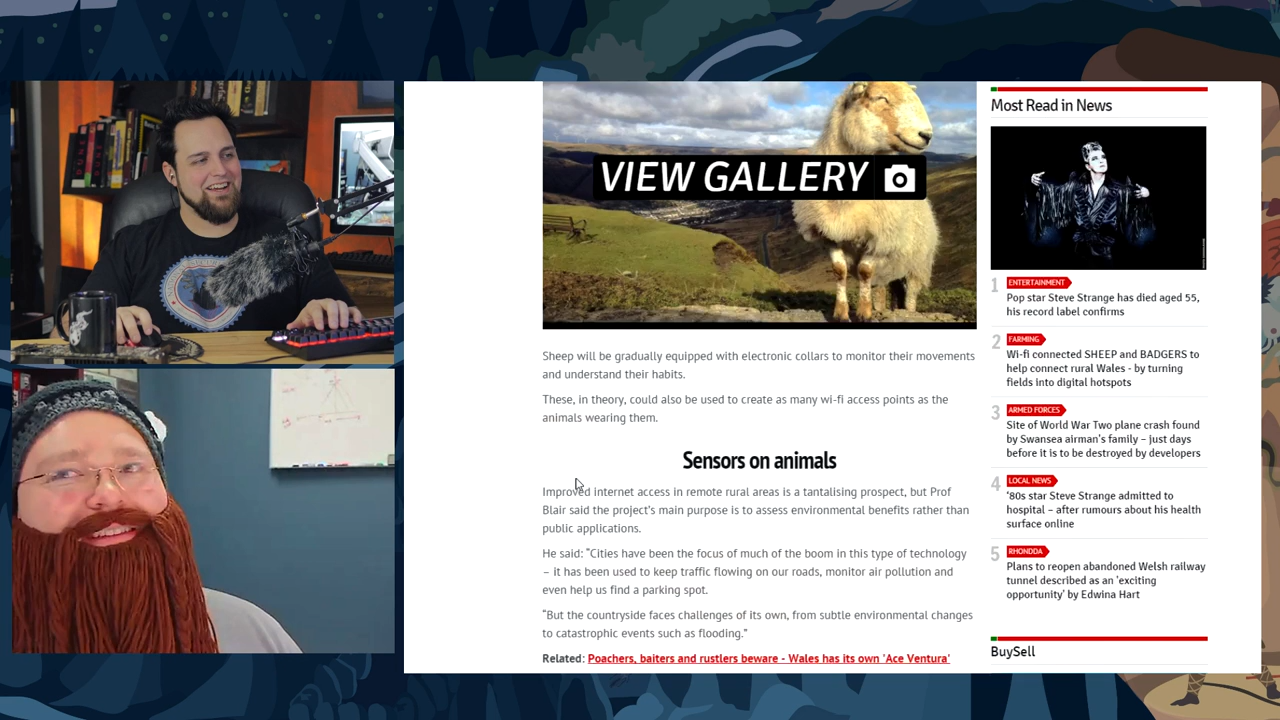 VIEW GALLERY
Sheep will be gradually equipped with electronic collars to monitor their movements
and understand their habits.
These, in theory, could also be used to create as many wi-fi access points as the
animals wearing them.
Sensors on animals
Improved internet access in remote rural areas is a tantalising prospect, but Prof
Blair said the project's main purpose is to assess environmental benefits rather than
public applications.
He said: “Cities have been the focus of much of the boom in this type of technology
– it has been used to keep traffic flowing on our roads, monitor air pollution and
even help us find a parking spot.
“But the countryside faces challenges of its own, from subtle environmental changes
to catastrophic events such as flooding.”
Related: Poachers, baiters and rustlers beware - Wales has its own 'Ace Ventura'
Most Read in News
1 ENTERTAINMENT
Pop star Steve Strange has died aged 55,
his record label confirms
2 FARMING
Wi-fi connected SHEEP and BADGERS to
help connect rural Wales - by turning
fields into digital hotspots
3 ARMED FORCES
Site of World War Two plane crash found
by Swansea airman's family – just days
before it is to be destroyed by developers
4 LOCAL NEWS
'80s star Steve Strange admitted to
hospital – after rumours about his health
surface online
5 RHONDDA
Plans to reopen abandoned Welsh railway
tunnel described as an 'exciting
opportunity' by Edwina Hart
BuySell